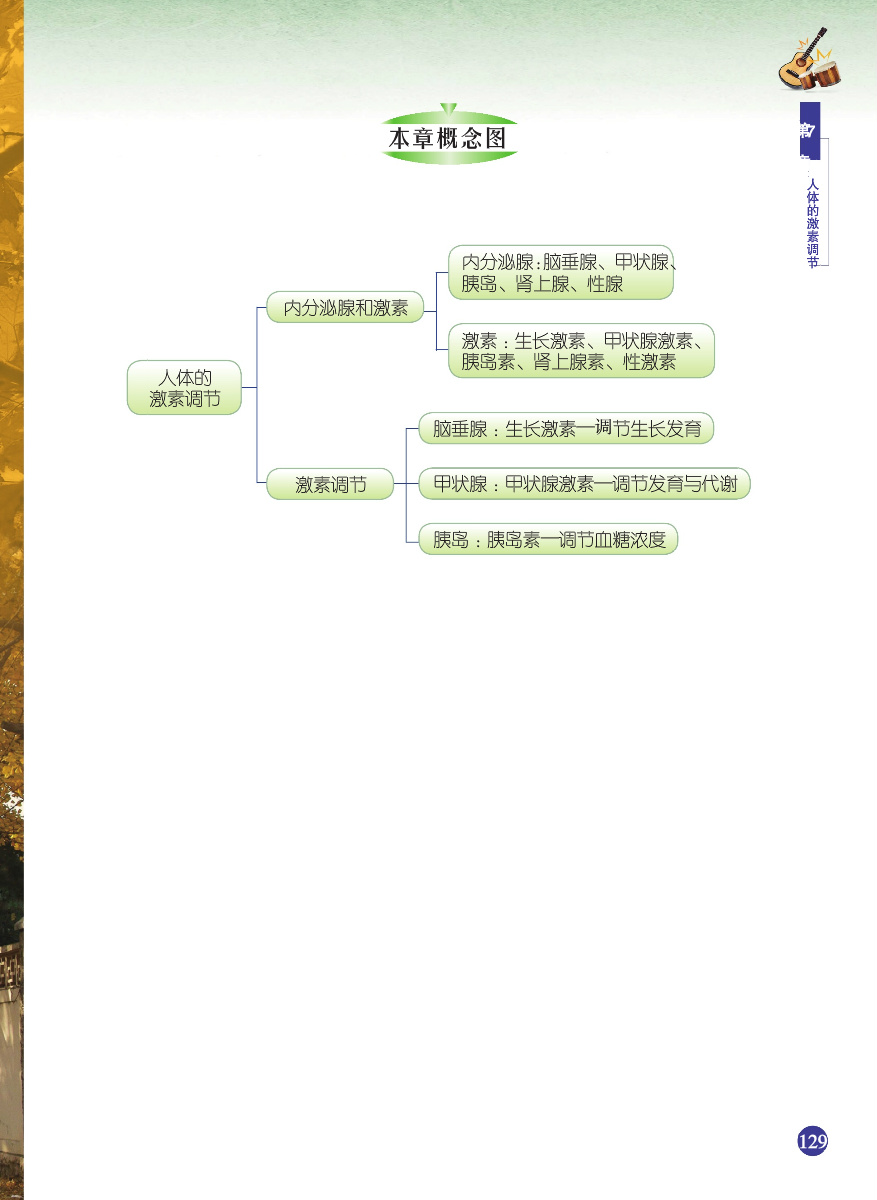 本章概念图
第7章
人体的激素调节
内分泌腺:脑垂腺、甲状腺、
胰岛、肾上腺、性腺
内分泌腺和激素
激素:生长激素、甲状腺激素、
胰岛素、肾上腺素、性激素
人体的
激素调节
脑垂腺:生长激素—调节生长发育
激素调节
甲状腺:甲状腺激素—调节发育与代谢
胰岛:胰岛素—调节血糖浓度
129